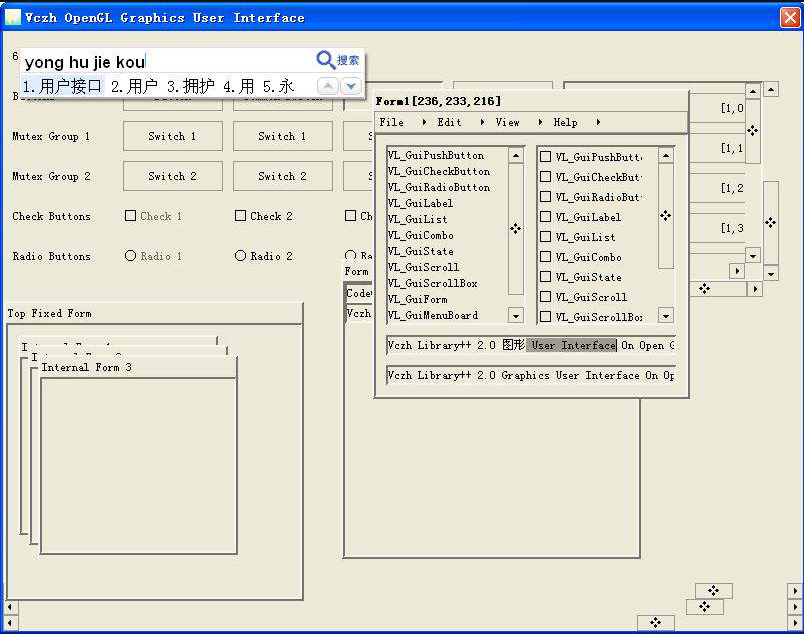 Vczh OpenGL Graphics User Interface
6
yong hu jie kou
搜索
1.用户接口 2.用户 3.拥护 4.用 5.永
Form1[236,233,216]
File Edit View Help
Mutex Group 1 Switch 1 Switch 1
Mutex Group 2 Switch 2 Switch 2
Check Buttons Check 1 Check 2
Radio Buttons Radio 1 Radio 2
[1,0
[1,1
[1,2
[1,3
VL_GuiPushButton
VL_GuiCheckButton
VL_GuiRadioButton
VL_GuiLabel
VL_GuiList
VL_GuiCombo
VL_GuiState
VL_GuiScroll
VL_GuiScrollBox
VL_GuiForm
VL_GuiMenuBoard
VL_GuiPushButt
VL_GuiCheckBut
VL_GuiRadioBut
VL_GuiLabel
VL_GuiList
VL_GuiCombo
VL_GuiState
VL_GuiScroll
VL_GuiScrollBo
Vczh Library++ 2.0 图形 User Interface On Open G
Vczh Library++ 2.0 Graphics User Interface On Op
Form
Code
Vczh
Top Fixed Form
Internal Form 3